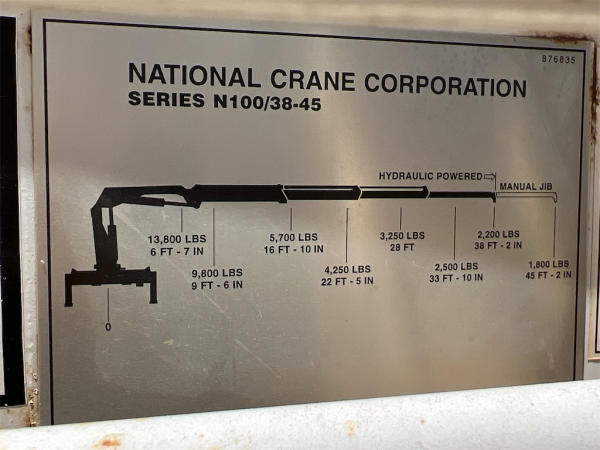 876835
NATIONAL CRANE CORPORATION
SERIES N100/38-45
HYDRAULIC POWERED
MANUAL JIB
13,800 LBS
6 FT - 7 IN
9,800 LBS
9 FT - 6 IN
5,700 LBS
16 FT - 10 IN
4,250 LBS
22 FT - 5 IN
3,250 LBS
28 FT
2,500 LBS
33 FT - 10 IN
2,200 LBS
38 FT - 2 IN
1,800 LBS
45 FT - 2 IN
0